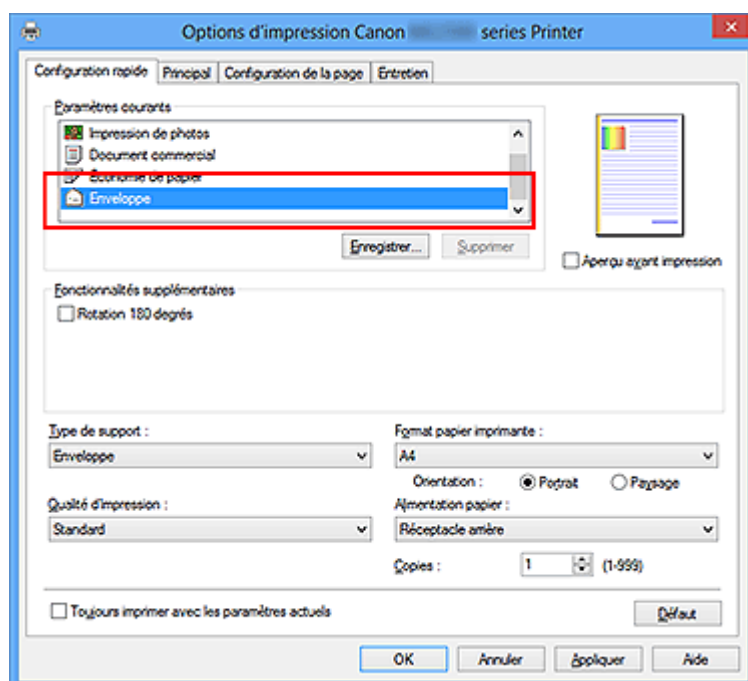 Options d'impression Canon series Printer
Configuration rapide Principal Configuration de la page Entretien
Paramètres courants
Impression de photos
Document commercial
Économie de papier
Enveloppe
Enregistrer... Supprimer
Aperçu avant impression
Fonctionnalités supplémentaires
Rotation 180 degrés
Type de support :
Enveloppe
Format papier imprimante :
A4
Orientation : Portrait Paysage
Qualité d'impression :
Standard
Alimentation papier :
Réceptacle arrière
Copies : 1 (1-999)
Toujours imprimer avec les paramètres actuels
Défaut
OK Annuler Appliquer Aide